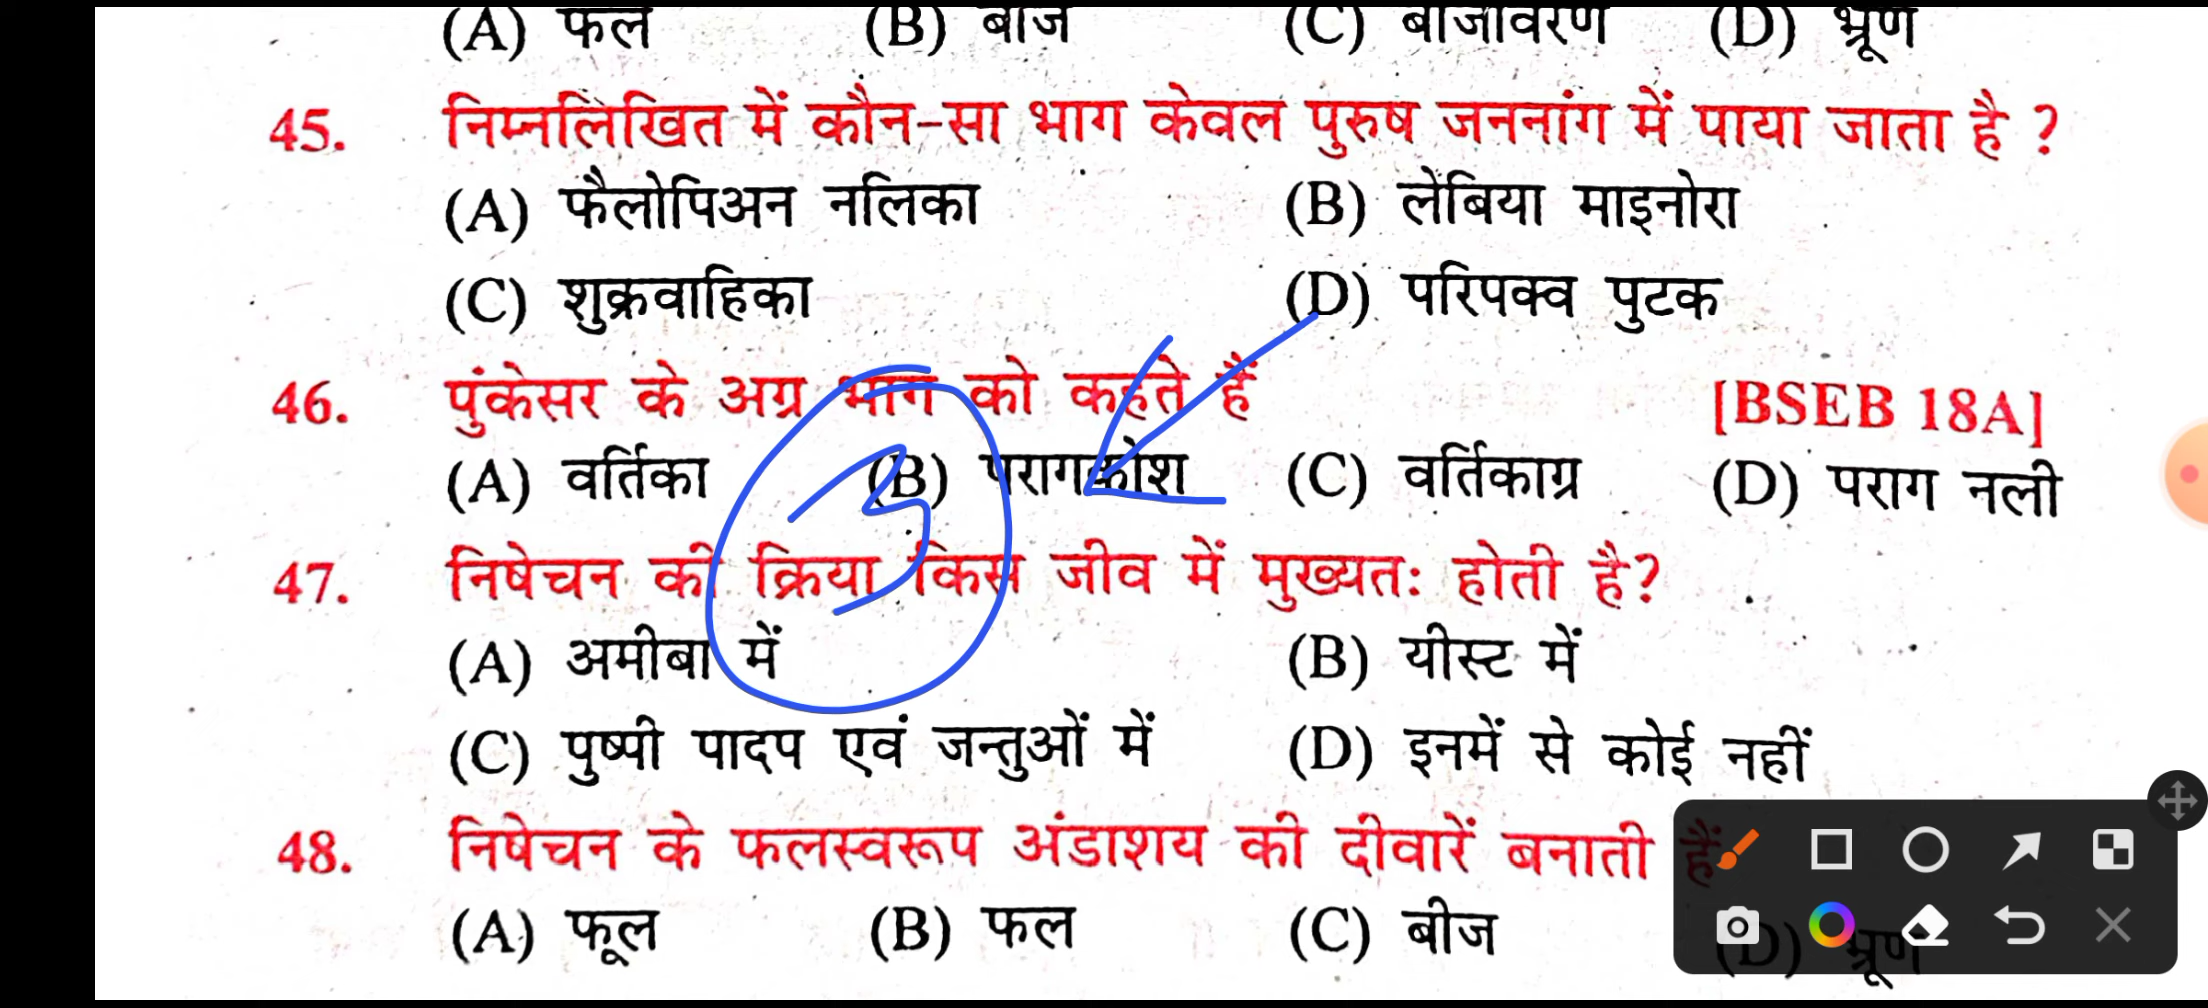 (A) फल (B) बीज (C) बीजावरण (D) भ्रूण
45. निम्नलिखित में कौन-सा भाग केवल पुरुष जननांग में पाया जाता है ?
(A) फैलोपिअन नलिका (B) लेबिया माइनोरा
(C) शुक्रवाहिका (D) परिपक्व पुटक
46. पुंकेसर के अग्र भाग को कहते हैं [BSEB 18A]
(A) वर्तिका (B) परागकोश (C) वर्तिकाग्र (D) पराग नली
3
47. निषेचन की क्रिया किस जीव में मुख्यतः होती है?
(A) अमीबा में (B) यीस्ट में
(C) पुष्पी पादप एवं जन्तुओं में (D) इनमें से कोई नहीं
48. निषेचन के फलस्वरूप अंडाशय की दीवारें बनाती हैं
(A) फूल (B) फल (C) बीज (D) भ्रूण